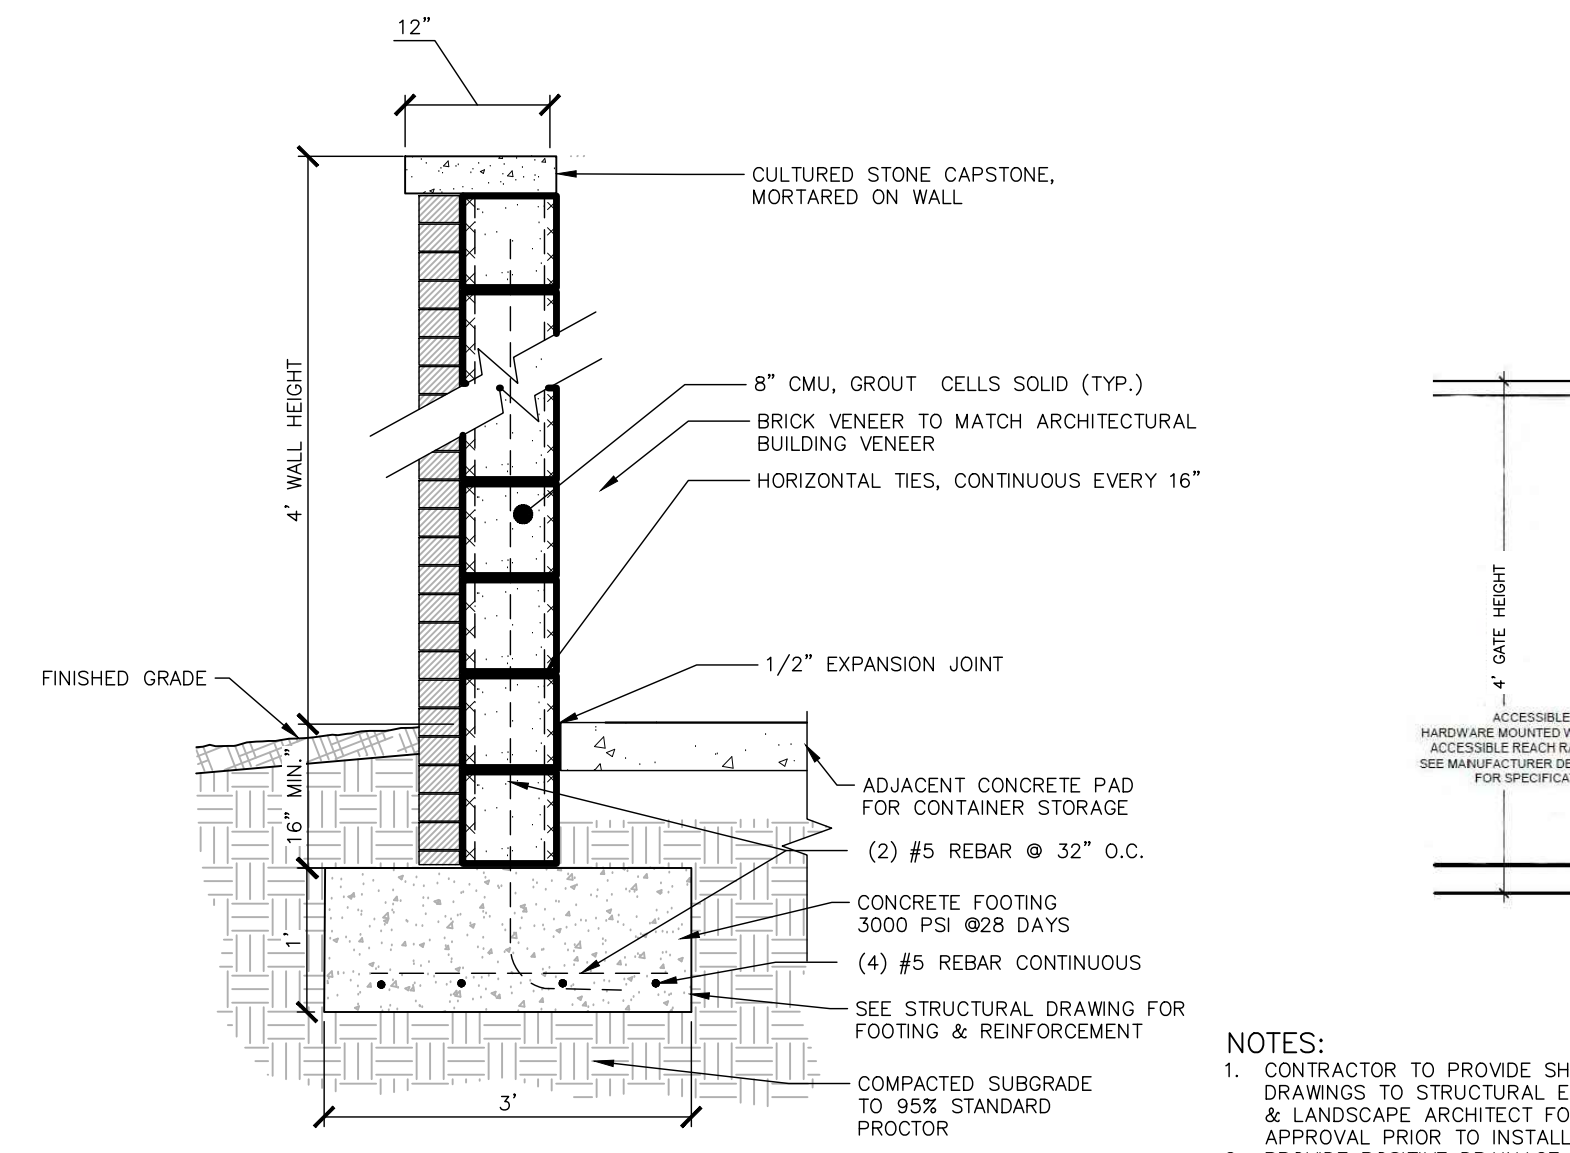 12"
CULTURED STONE CAPSTONE,
MORTARED ON WALL
4' WALL HEIGHT
8" CMU, GROUT CELLS SOLID (TYP.)
BRICK VENEER TO MATCH ARCHITECTURAL
BUILDING VENEER
HORIZONTAL TIES, CONTINUOUS EVERY 16"
1/2" EXPANSION JOINT
FINISHED GRADE
16" MIN."
ADJACENT CONCRETE PAD
FOR CONTAINER STORAGE
(2) #5 REBAR @ 32" O.C.
CONCRETE FOOTING
3000 PSI @28 DAYS
1'
(4) #5 REBAR CONTINUOUS
SEE STRUCTURAL DRAWING FOR
FOOTING & REINFORCEMENT
COMPACTED SUBGRADE
TO 95% STANDARD
PROCTOR
3'
4' GATE HEIGHT
ACCESSIBLE
HARDWARE MOUNTED
ACCESSIBLE REACH
SEE MANUFACTURER
FOR
NOTES:
1. CONTRACTOR TO PROVIDE
DRAWINGS TO STRUCTURAL
& LANDSCAPE ARCHITECT
APPROVAL PRIOR TO